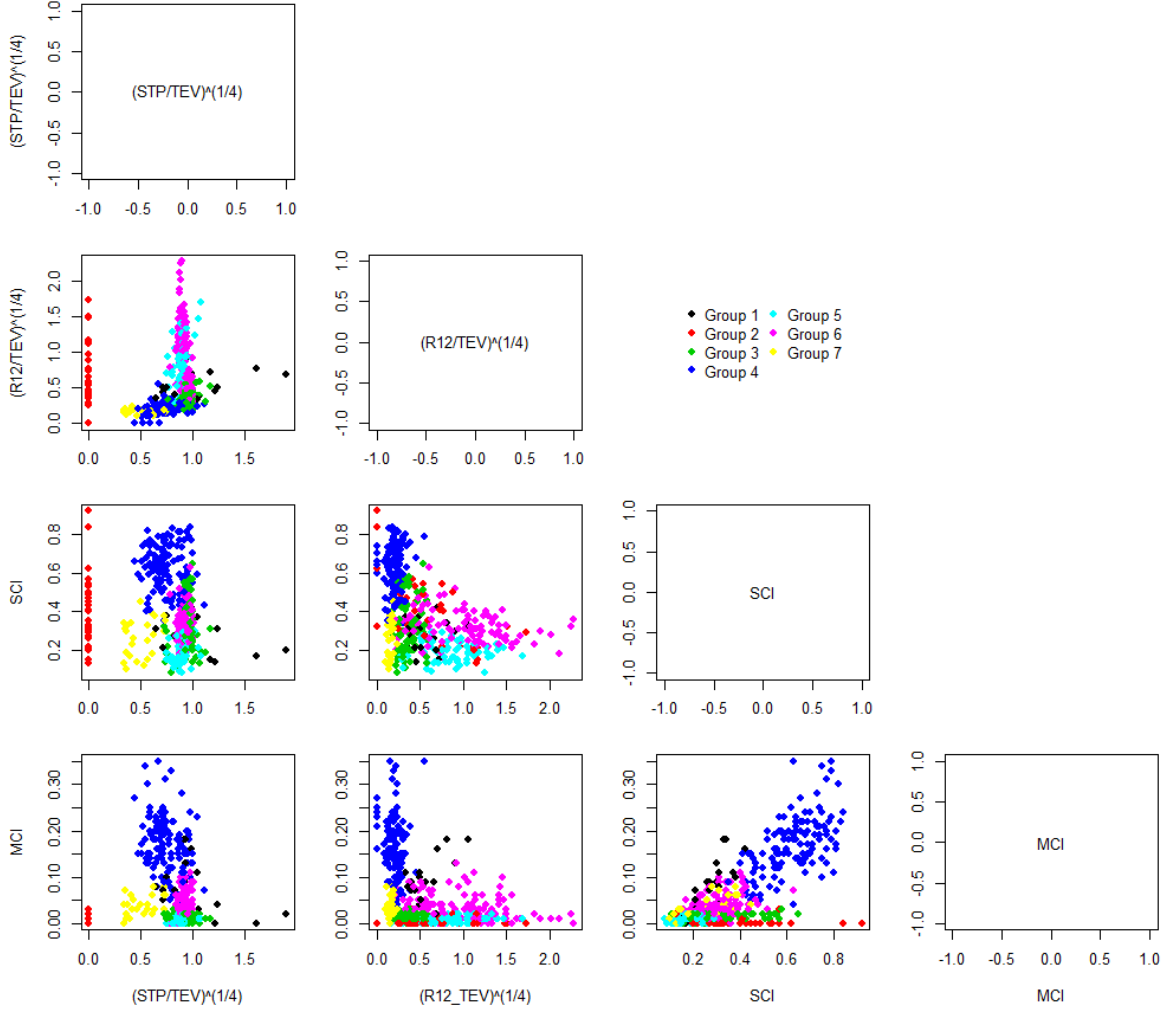 (STP/TEV)^(1/4)
1.0
0.5
0.0
-0.5
-1.0
(STP/TEV)^(1/4)
-1.0 -0.5 0.0 0.5 1.0
(R12/TEV)^(1/4)
2.0
1.5
1.0
0.5
0.0
0.0 0.5 1.0 1.5
1.0
0.5
0.0
-0.5
-1.0
(R12/TEV)^(1/4)
-1.0 -0.5 0.0 0.5 1.0
Group 1 Group 5
Group 2 Group 6
Group 3 Group 7
Group 4
SCI
0.8
0.6
0.4
0.2
0.0 0.5 1.0 1.5
0.8
0.6
0.4
0.2
0.0 0.5 1.0 1.5 2.0
1.0
0.5
0.0
-0.5
-1.0
SCI
-1.0 -0.5 0.0 0.5 1.0
MCI
0.30
0.20
0.10
0.00
0.0 0.5 1.0 1.5
(STP/TEV)^(1/4)
0.30
0.20
0.10
0.00
0.0 0.5 1.0 1.5 2.0
(R12_TEV)^(1/4)
0.30
0.20
0.10
0.00
0.2 0.4 0.6 0.8
SCI
1.0
0.5
0.0
-0.5
-1.0
MCI
-1.0 -0.5 0.0 0.5 1.0
MCI